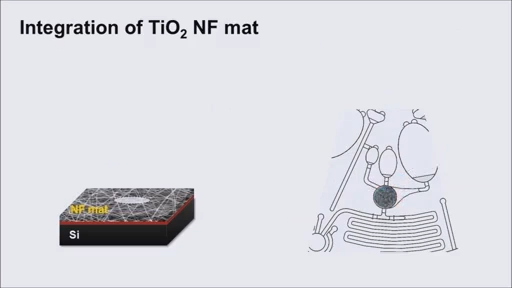 Integration of TiO₂ NF mat
NF mat
Si